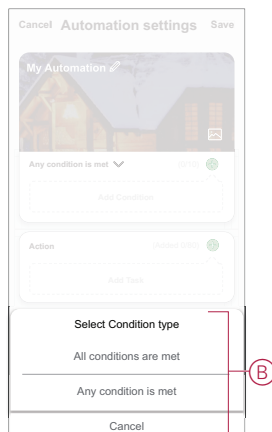 Cancel Automation settings Save
My Automation
Any condition is met
Add Condition
Action
Add Task
Select Condition type
All conditions are met
B
Any condition is met
Cancel